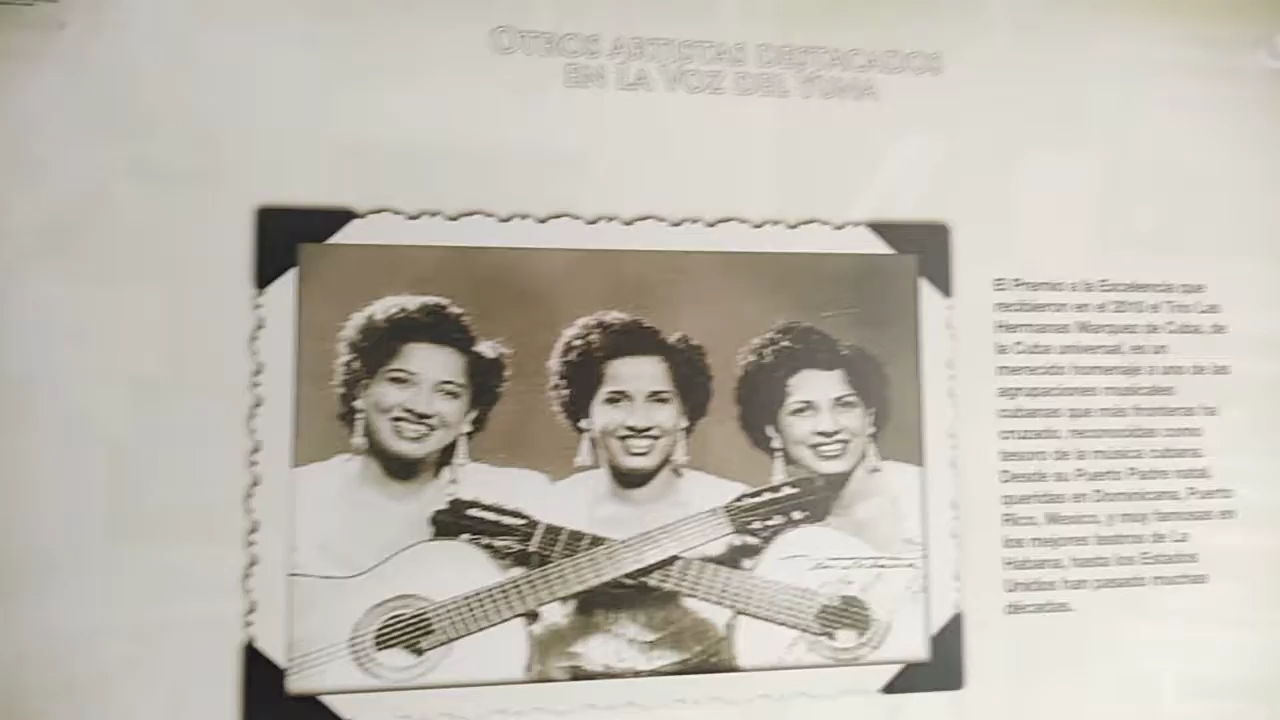 OTROS ARTISTAS DESTACADOS
EN LA VOZ DEL YUNA
El Premio a la Excelencia que
recibieron en el 2010 el Trío Las
Hermanas Márquez de Cuba, de
la Cuba universal, es un
merecido homenaje a una de las
agrupaciones musicales
cubanas que más fronteras ha
cruzado, reconocidas como
tesoro de la música cubana.
Desde su Puerto Padre natal,
queridas en Dominicana, Puerto
Rico, México, y muy famosas en
los mejores teatros de La
Habana, hasta los Estados
Unidos han pasado muchas
décadas.